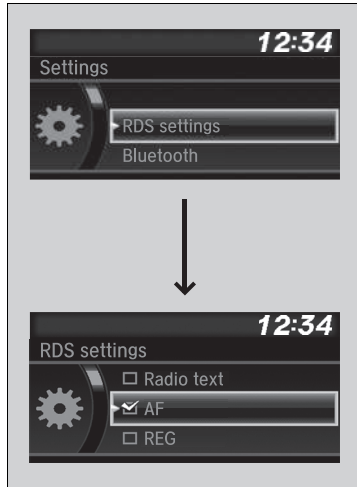 12:34
Settings
RDS settings
Bluetooth
12:34
RDS settings
Radio text
AF
REG